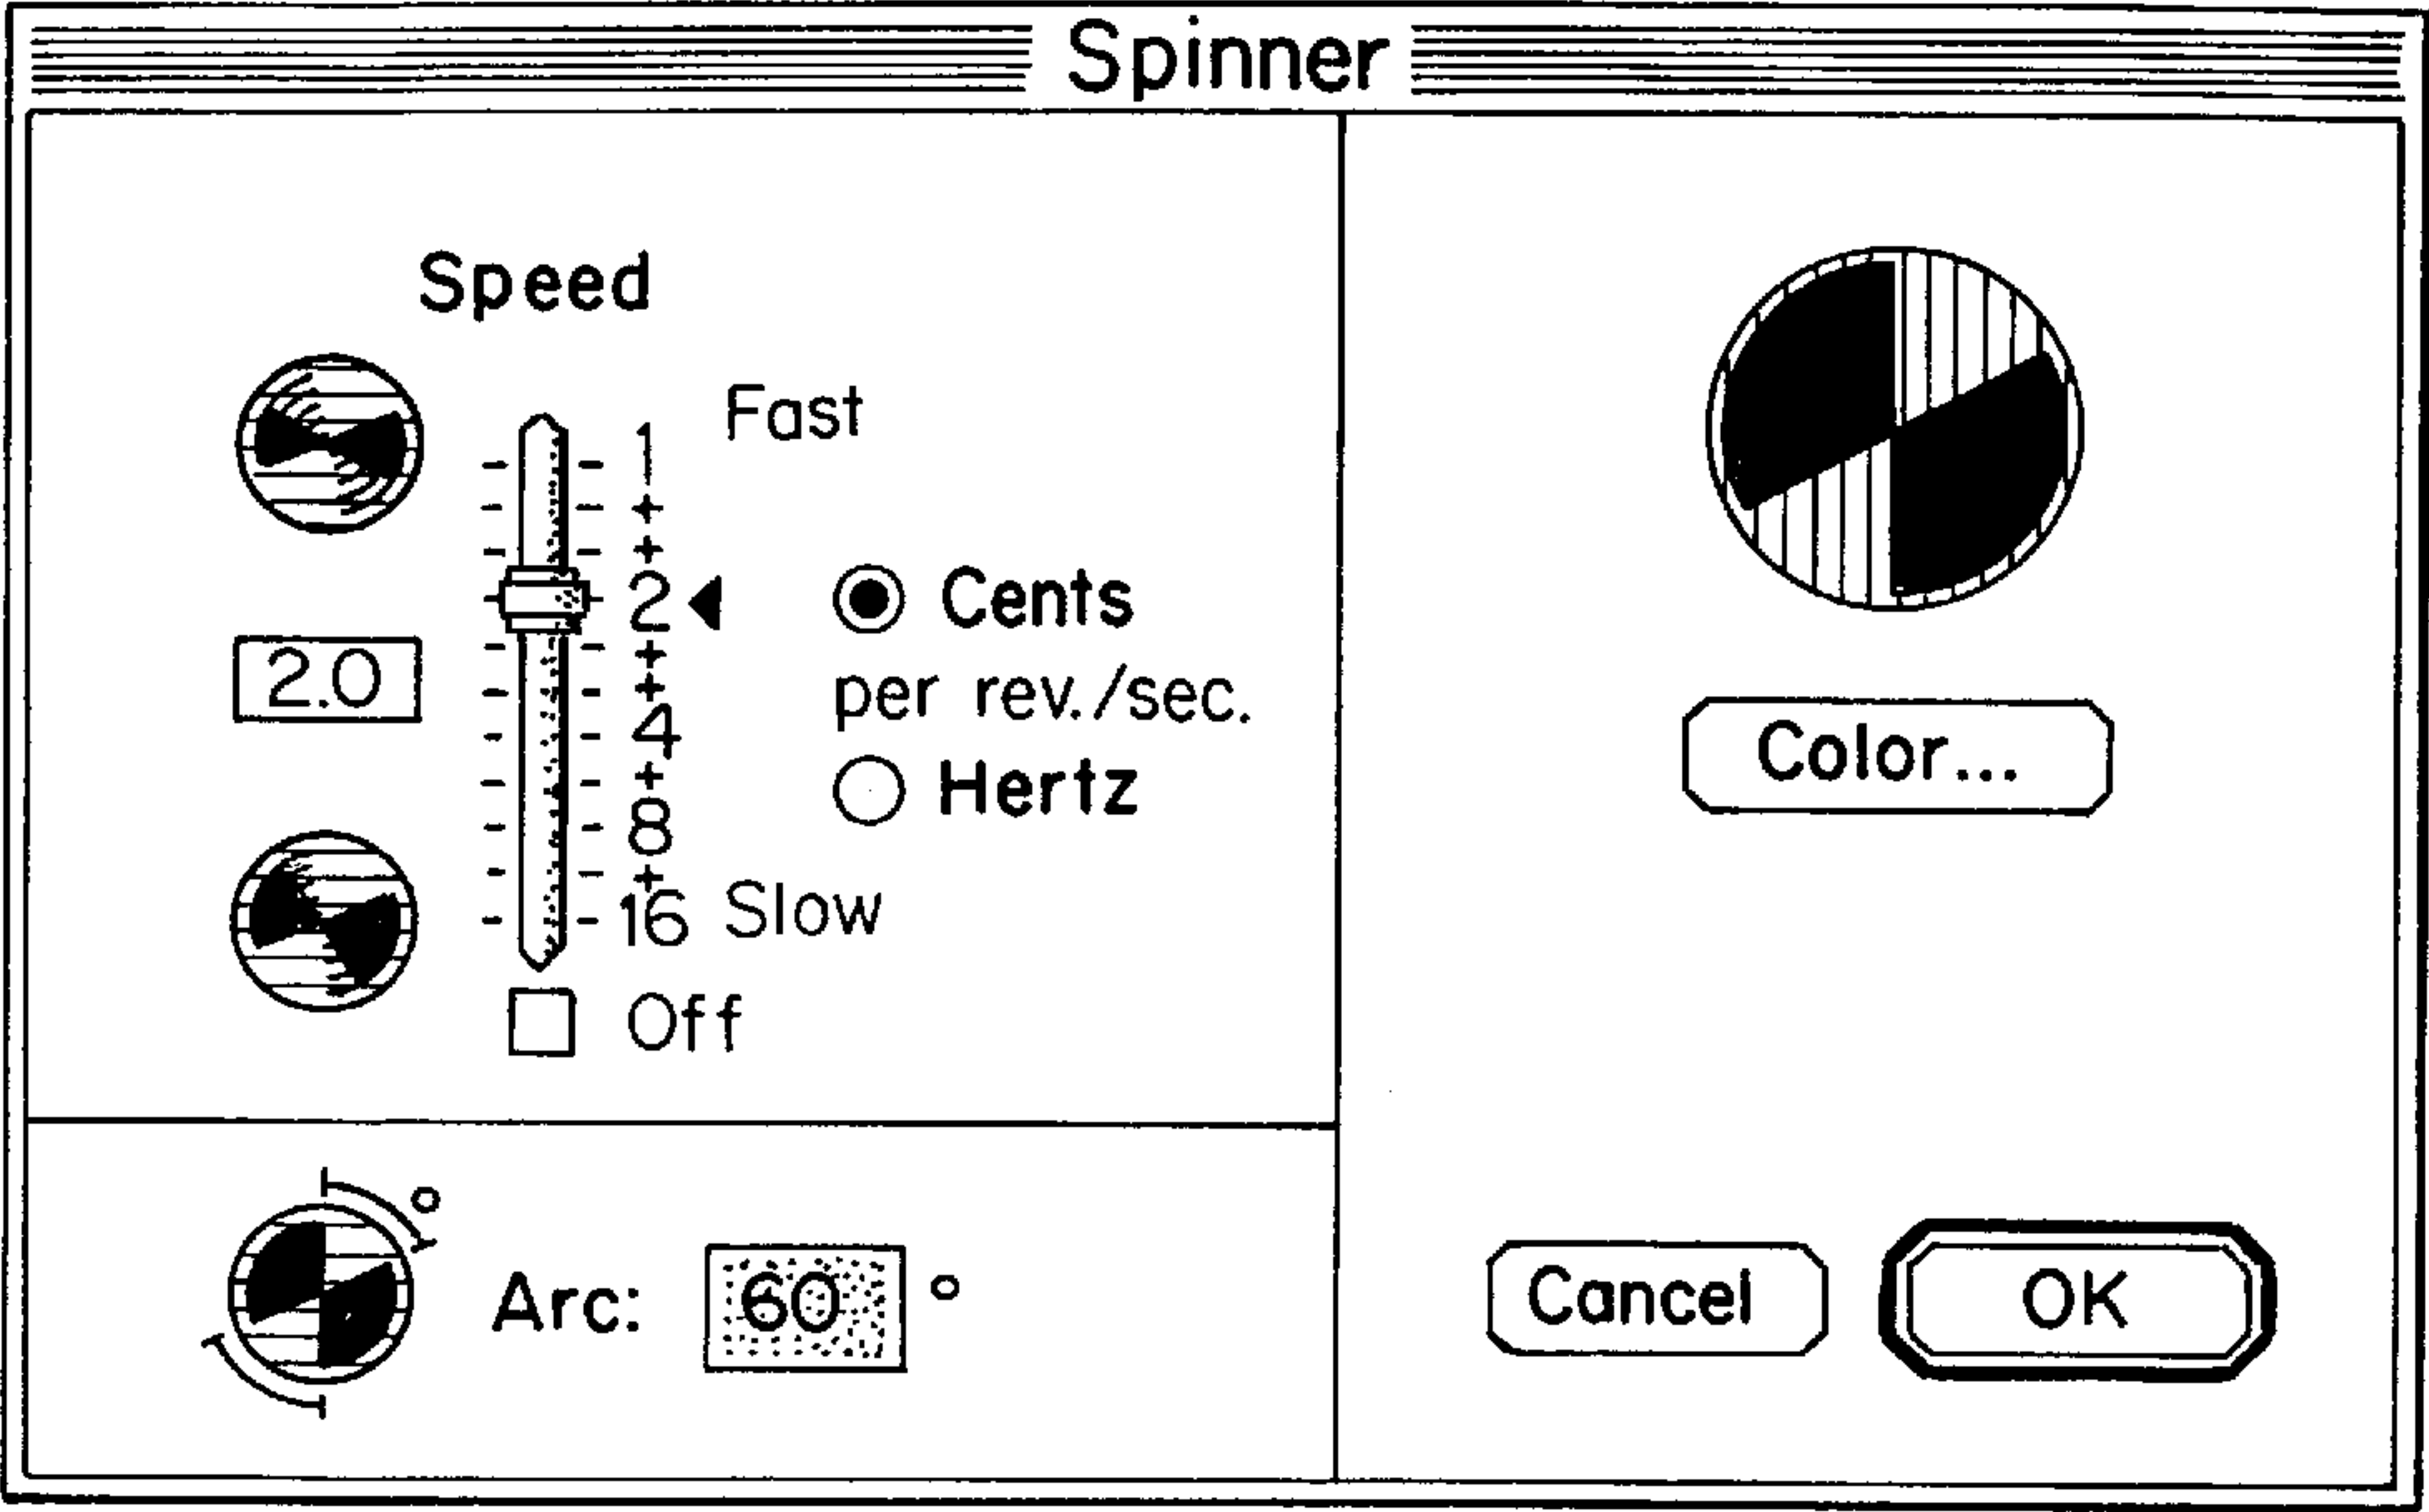 Spinner
Speed
Fast
1
+
+
2
+
+
4
+
8
+
16 Slow
Off
2.0
Cents
per rev./sec.
Hertz
Color...
°
Arc: 60 °
Cancel
OK